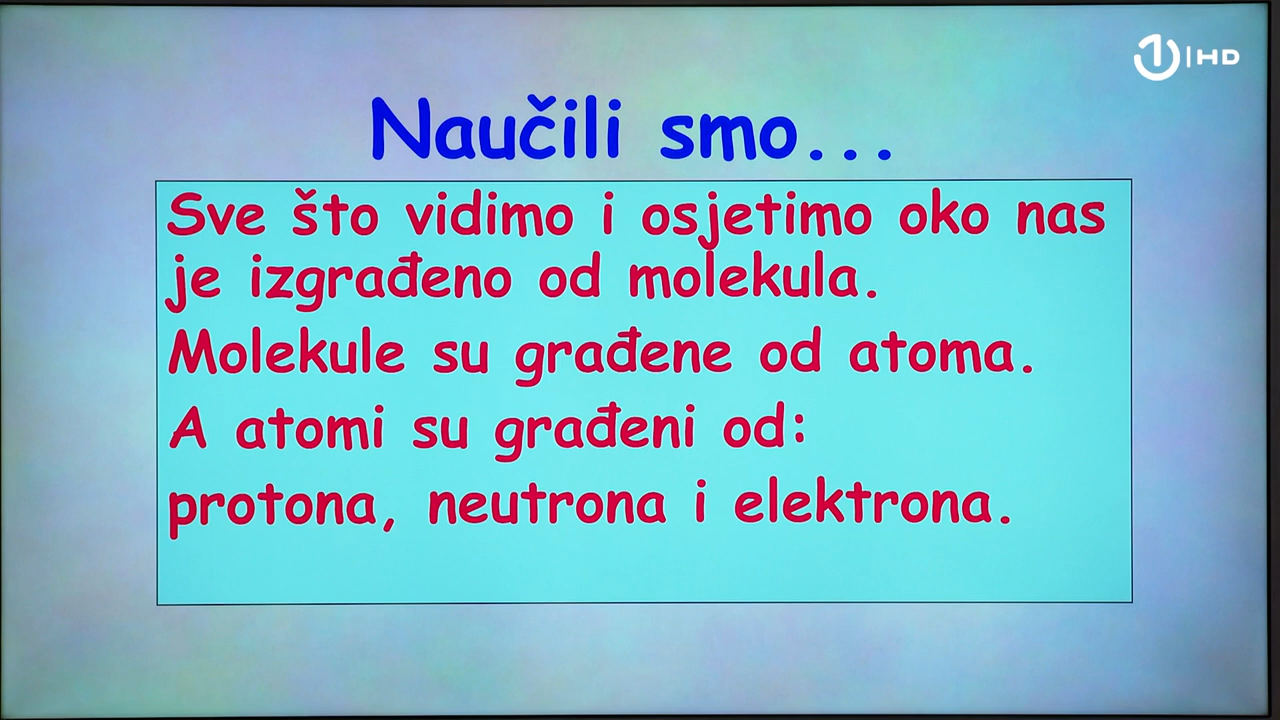 1|HD
Naučili smo...
Sve što vidimo i osjetimo oko nas
je izgrađeno od molekula.
Molekule su građene od atoma.
A atomi su građeni od:
protona, neutrona i elektrona.